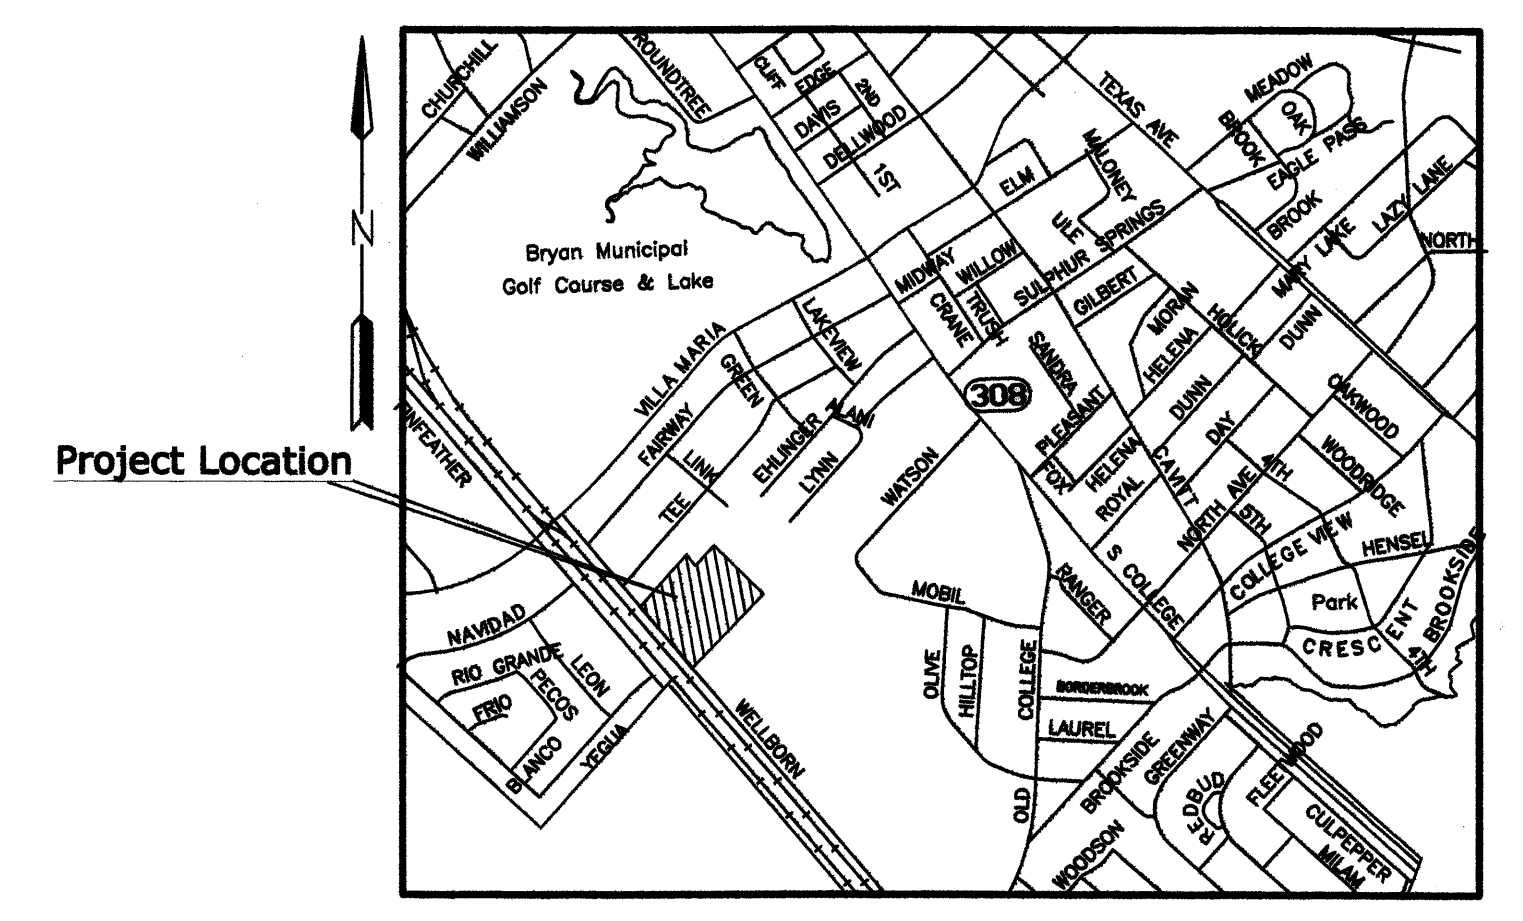 CHURCHILL
WILLIAMSON
ROUNDTREE
CLIFF
EDGE
2ND
DAVIS
DELLWOOD
1ST
TEXAS AVE
MEADOW
OAK
BROOK
EAGLE PASS
BROOK
MALONEY
ELM
ULE
SULPHUR SPRINGS
LAZY LANE
MARY LAKE
NORTH
N
Bryan Municipal
Golf Course & Lake
MIDWAY
WILLOW
CRANE
TRUSH
GILBERT
MORAN
HOLICK
DUNN
HELENA
LAKEVIEW
VILLA MARIA
GREEN
SANDRA
308
PLEASANT
DUNN
OAKWOOD
FINFEATHER
FAIRWAY
LINK
TEE
EHLINGER
ALAMI
LYNN
WATSON
FOX
HELENA
ROYAL
CAVITT
DAY
4TH
NORTH AVE
5TH
WOODRIDGE
Project Location
COLLEGE VIEW
HENSEL
BROOKSIDE
S COLLEGE
RANGER
Park
CRESCENT
4TH
MOBIL
NAVIDAD
RIO GRANDE
LEON
PECOS
FRIO
BLANCO
YEGUA
WELLBORN
OLIVE
HILLTOP
COLLEGE
OLD
BORDERBROOK
LAUREL
BROOKSIDE
GREENWAY
REDBUD
FLEETWOOD
CULPEPPER
MILAM
WOODSON